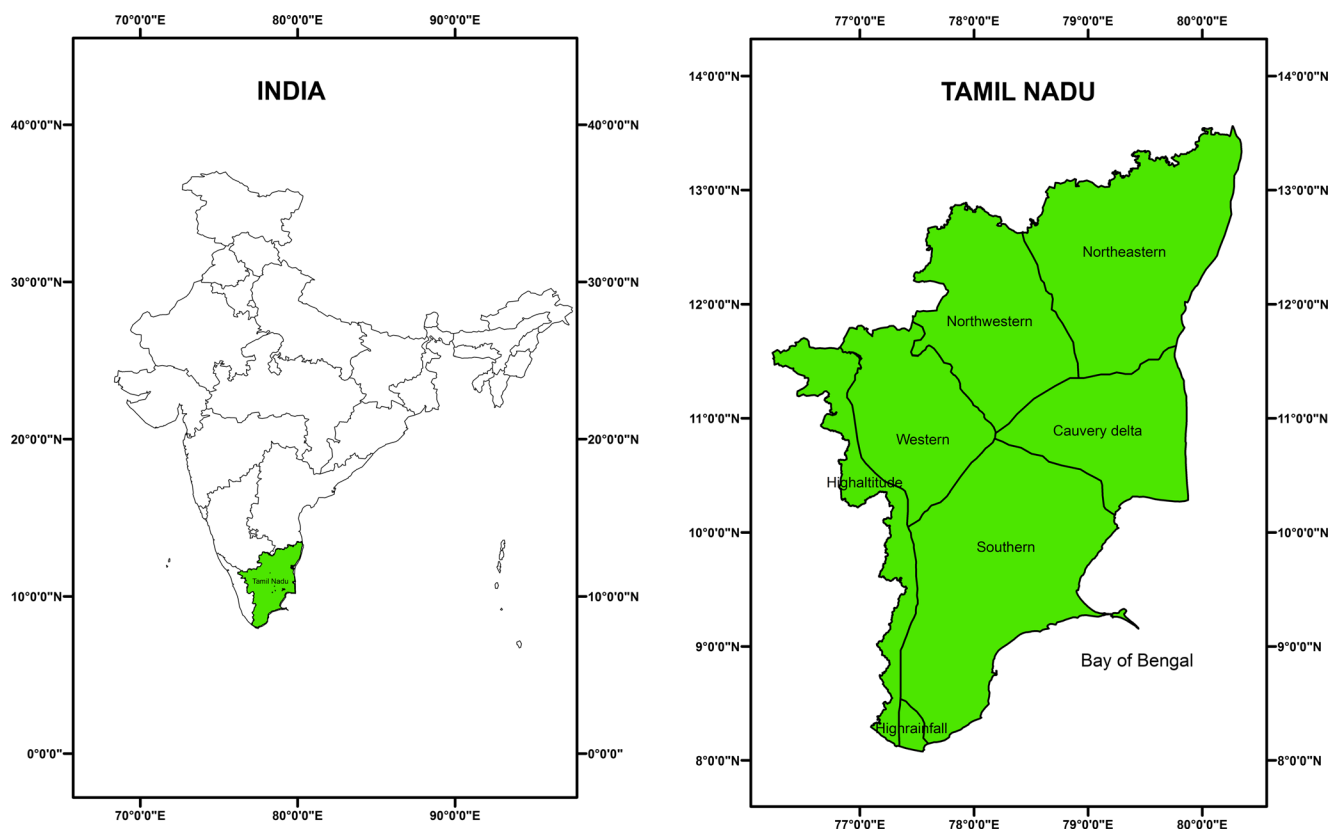 70°0'0"E 80°0'0"E 90°0'0"E
INDIA
40°0'0"N 40°0'0"N
30°0'0"N 30°0'0"N
20°0'0"N 20°0'0"N
Tamil Nadu
10°0'0"N 10°0'0"N
0°0'0" 0°0'0"
70°0'0"E 80°0'0"E 90°0'0"E
77°0'0"E 78°0'0"E 79°0'0"E 80°0'0"E
14°0'0"N 14°0'0"N
TAMIL NADU
13°0'0"N 13°0'0"N
Northeastern
12°0'0"N 12°0'0"N
Northwestern
11°0'0"N 11°0'0"N
Cauvery delta
Western
Highaltitude
10°0'0"N 10°0'0"N
Southern
9°0'0"N 9°0'0"N
Bay of Bengal
Highrainfall
8°0'0"N 8°0'0"N
77°0'0"E 78°0'0"E 79°0'0"E 80°0'0"E